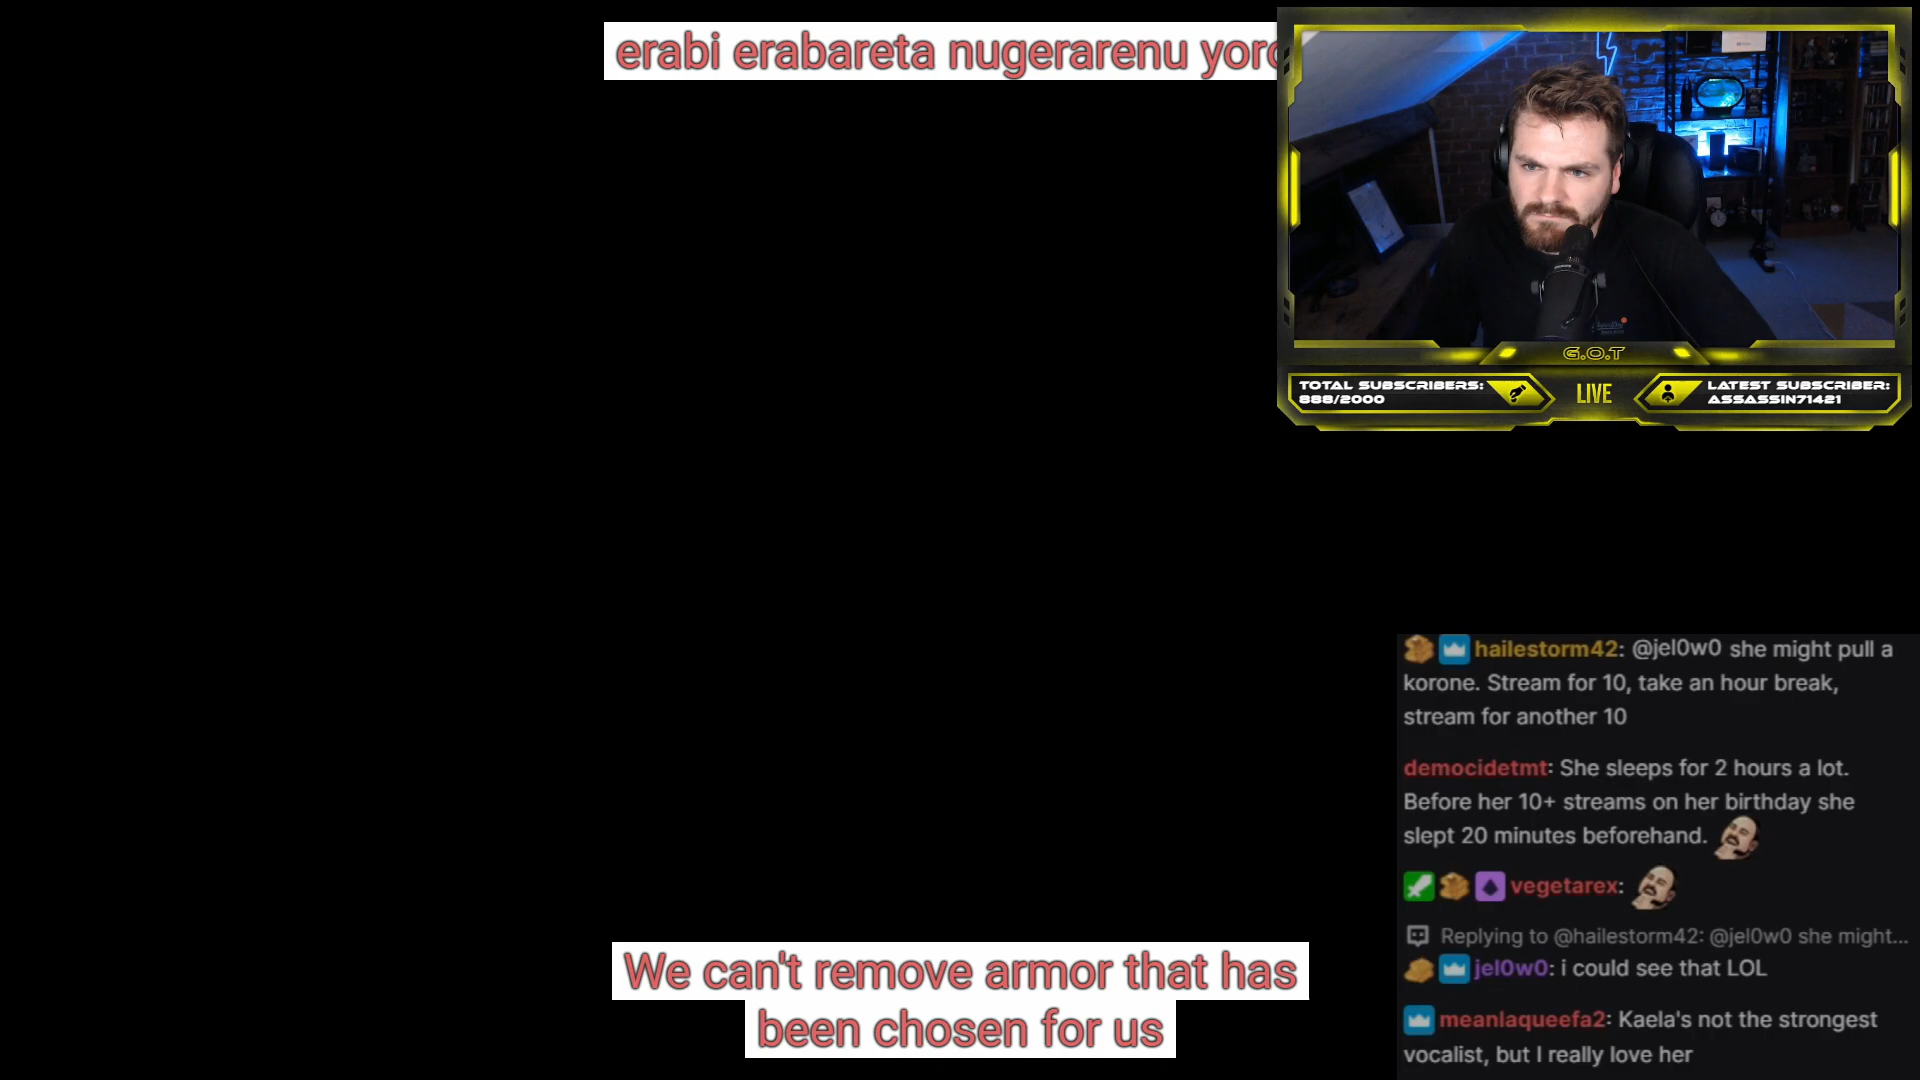 erabi erabareta nugerarenu yoro
G.O.T
TOTAL SUBSCRIBERS:
888/2000
LIVE
LATEST SUBSCRIBER:
ASSASSIN71421
hailestorm42: @jel0w0 she might pull a
korone. Stream for 10, take an hour break,
stream for another 10
democidetmt: She sleeps for 2 hours a lot.
Before her 10+ streams on her birthday she
slept 20 minutes beforehand.
vegetarex:
Replying to @hailestorm42: @jel0w0 she might...
jel0w0: i could see that LOL
meanlaqueefa2: Kaela's not the strongest
vocalist, but I really love her
We can't remove armor that has
been chosen for us